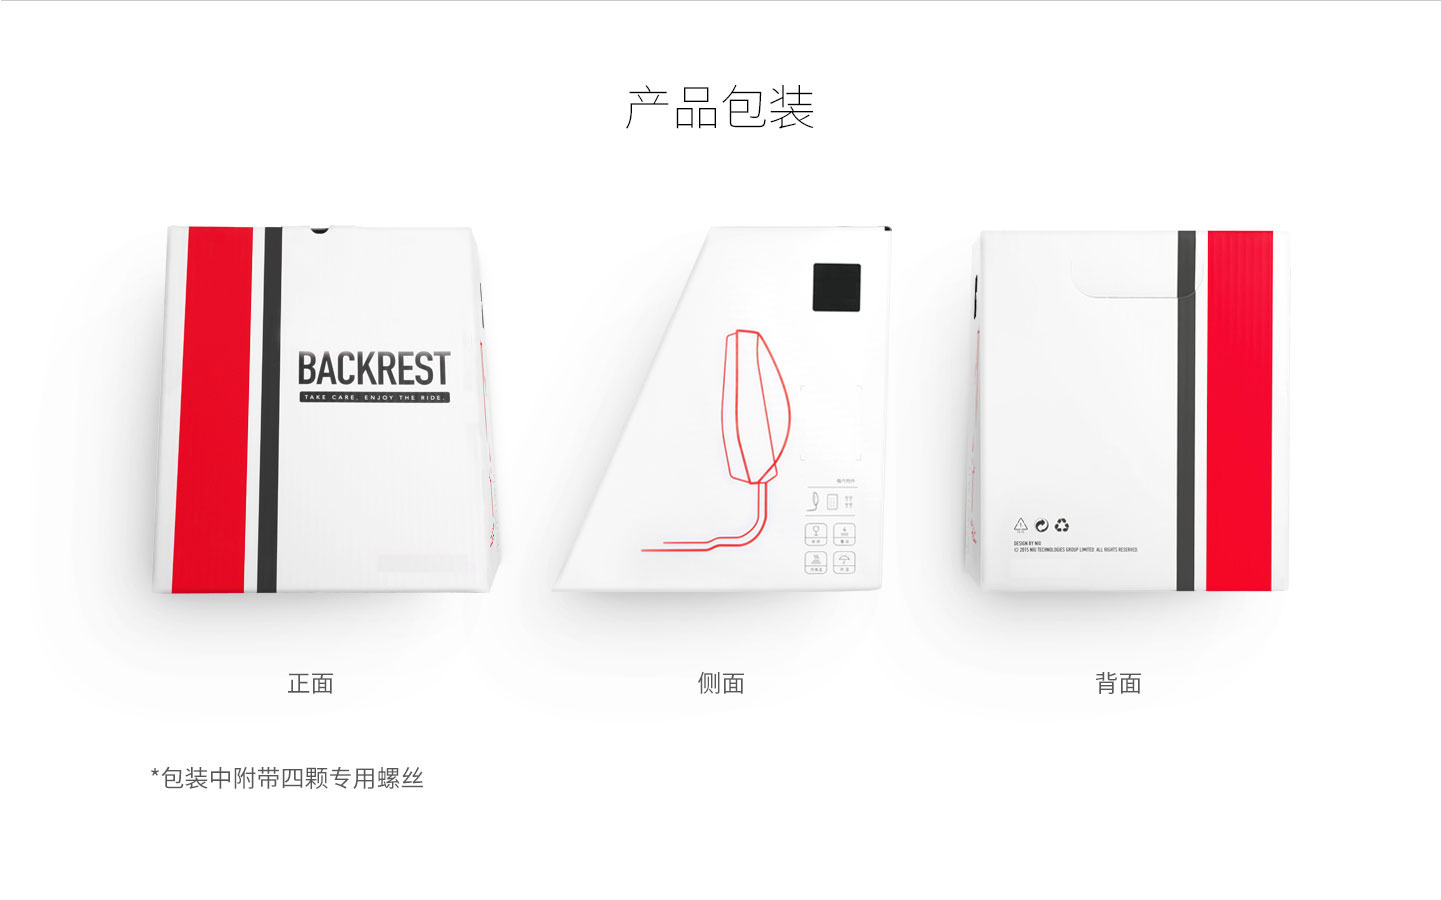 产品包装
BACKREST
TAKE CARE, ENJOY THE RIDE.
DESIGN BY NIU
(C) 2015 NIU TECHNOLOGIES GROUP LIMITED. ALL RIGHTS RESERVED.
正面
侧面
背面
*包装中附带四颗专用螺丝